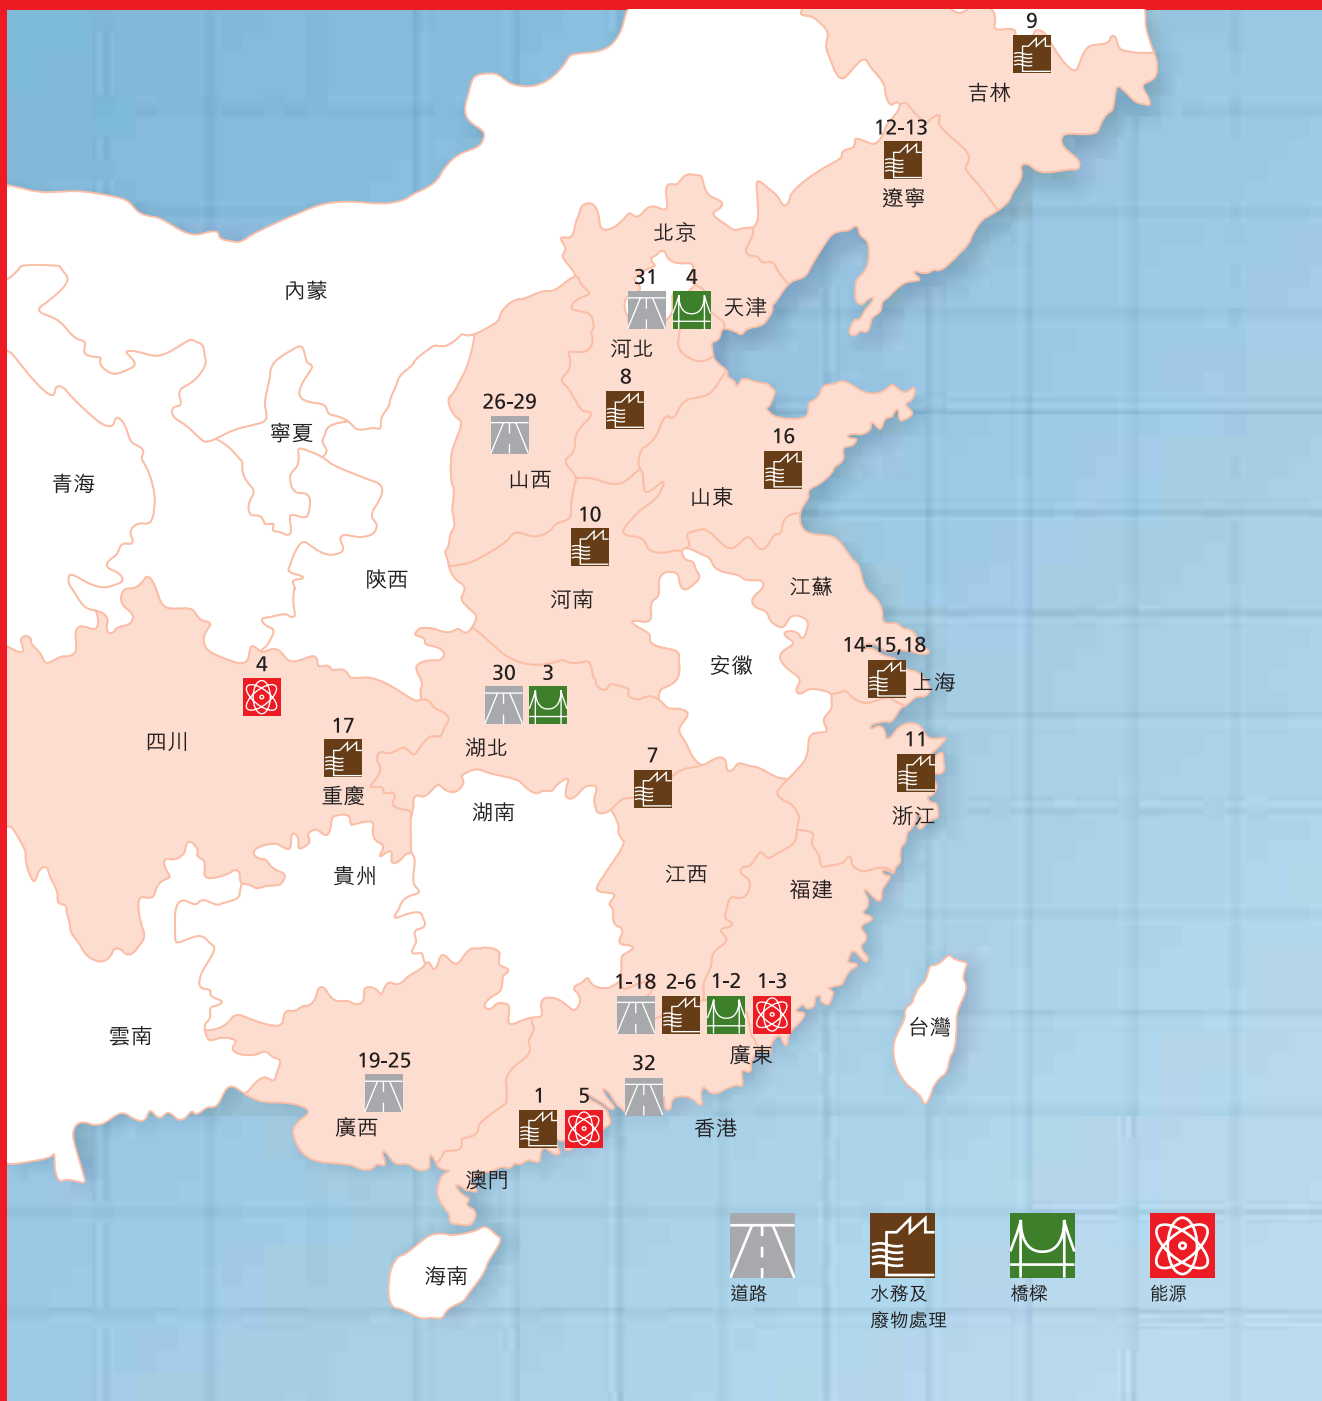 9
吉林
12-13
遼寧
北京
31
4
天津
內蒙
河北
8
26-29
寧夏
16
青海
山西
山東
10
陝西
河南
江蘇
14-15,18
上海
安徽
4
30
3
四川
17
湖北
11
7
重慶
湖南
浙江
貴州
江西
福建
1-18
2-6
1-2
1-3
雲南
台灣
廣東
19-25
32
1
5
廣西
香港
澳門
海南
道路
水務及
廢物處理
橋樑
能源